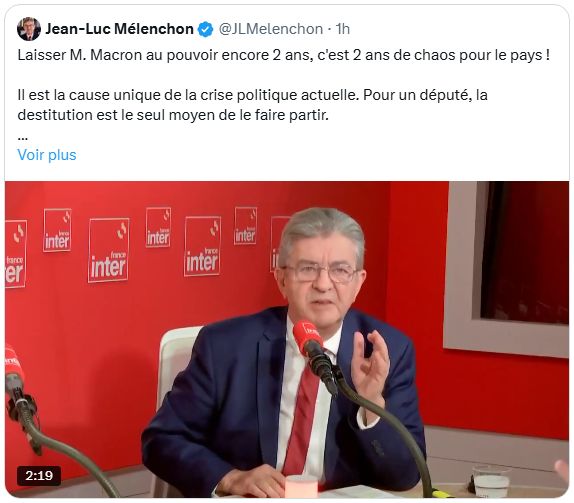 Jean-Luc Mélenchon @JLMelenchon · 1h
Laisser M. Macron au pouvoir encore 2 ans, c'est 2 ans de chaos pour le pays !
Il est la cause unique de la crise politique actuelle. Pour un député, la
destitution est le seul moyen de le faire partir.
...
Voir plus
france
inter
france
inter
france
inter
france
inter
france
inter
inter
inter
2:19